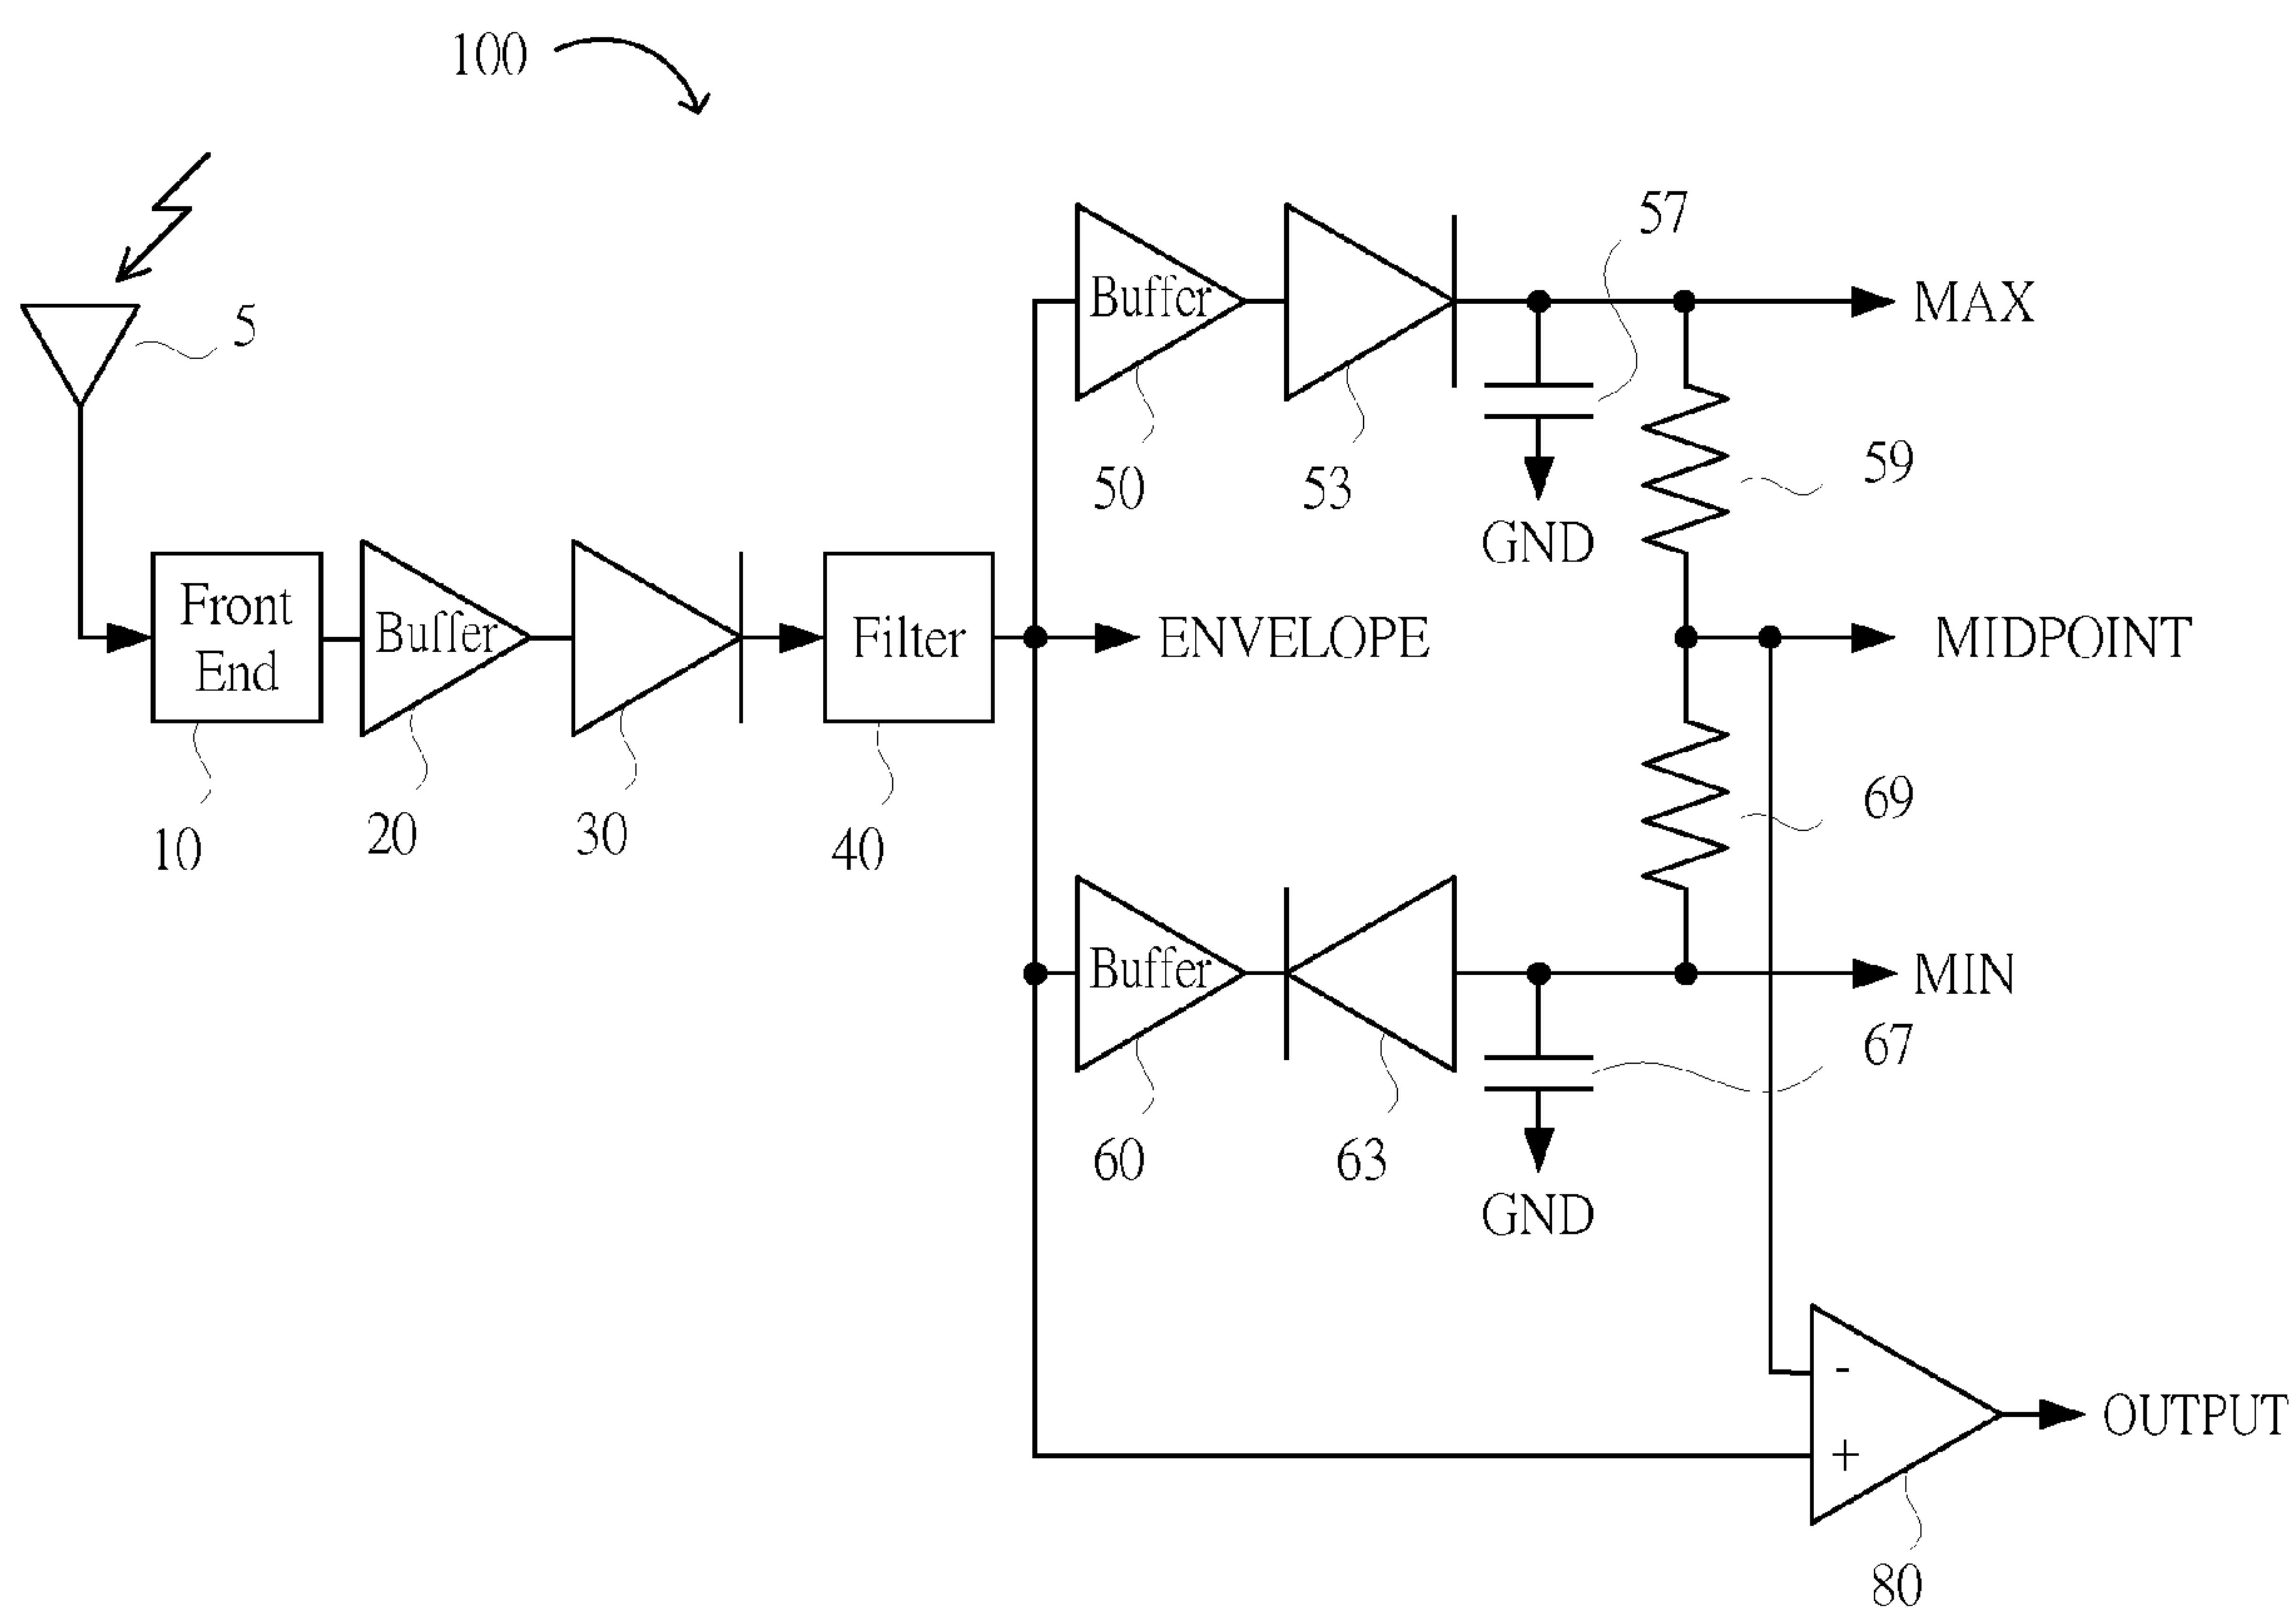 100
5
57
Buffer
MAX
50
53
59
GND
Front
End
Buffer
Filter
ENVELOPE
MIDPOINT
10
20
30
40
69
Buffer
MIN
67
60
63
GND
-
+
OUTPUT
80